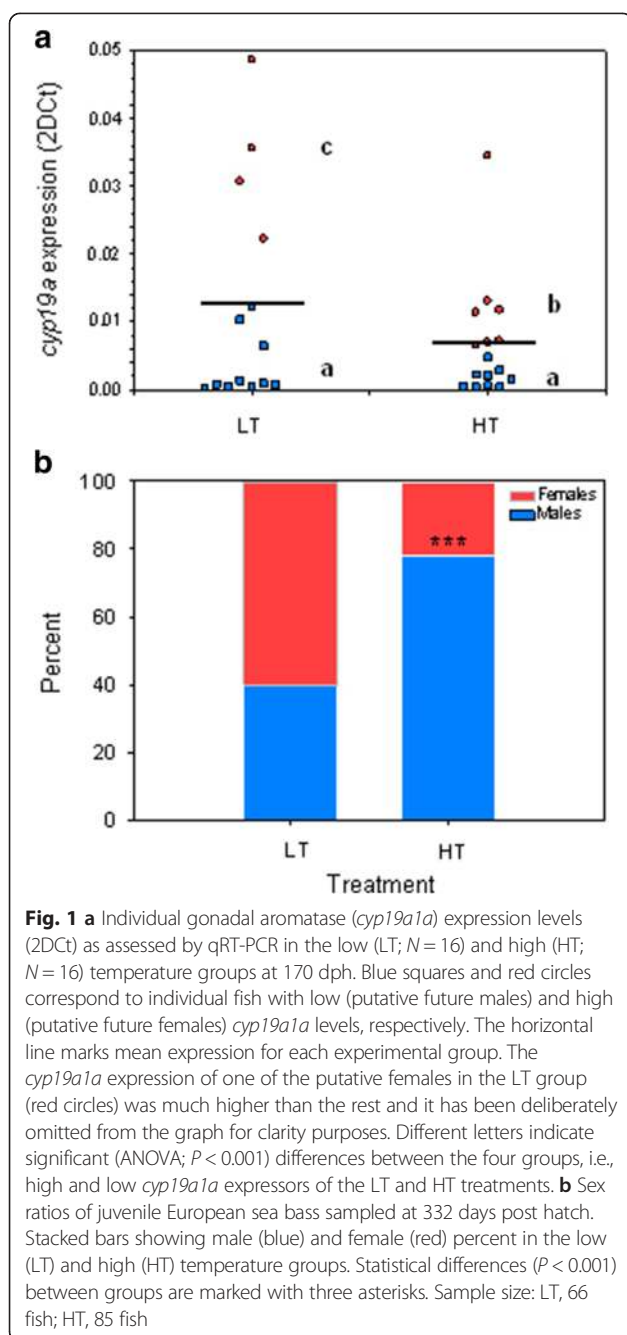 a
0.05
0.04
0.03
0.02
0.01
0.00
cyp19a expression (2DCt)
c
a
b
a
LT
HT
b
100
80
60
40
20
0
Percent
Females
Males
***
LT
HT
Treatment
Fig. 1 a Individual gonadal aromatase (cyp19a1a) expression levels
(2DCt) as assessed by qRT-PCR in the low (LT; N = 16) and high (HT;
N = 16) temperature groups at 170 dph. Blue squares and red circles
correspond to individual fish with low (putative future males) and high
(putative future females) cyp19a1a levels, respectively. The horizontal
line marks mean expression for each experimental group. The
cyp19a1a expression of one of the putative females in the LT group
(red circles) was much higher than the rest and it has been deliberately
omitted from the graph for clarity purposes. Different letters indicate
significant (ANOVA; P < 0.001) differences between the four groups, i.e.,
high and low cyp19a1a expressors of the LT and HT treatments. b Sex
ratios of juvenile European sea bass sampled at 332 days post hatch.
Stacked bars showing male (blue) and female (red) percent in the low
(LT) and high (HT) temperature groups. Statistical differences (P < 0.001)
between groups are marked with three asterisks. Sample size: LT, 66
fish; HT, 85 fish